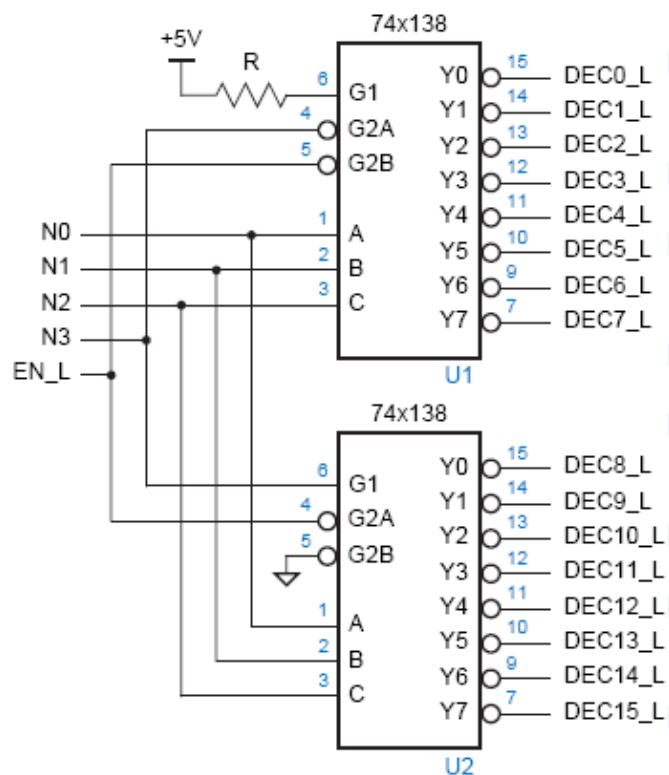 74x138
+5V
R
6 G1
4 G2A
5 G2B
1 A
2 B
3 C
Y0 15 DEC0_L
Y1 14 DEC1_L
Y2 13 DEC2_L
Y3 12 DEC3_L
Y4 11 DEC4_L
Y5 10 DEC5_L
Y6 9 DEC6_L
Y7 7 DEC7_L
N0
N1
N2
N3
EN_L
U1
74x138
6 G1
4 G2A
5 G2B
1 A
2 B
3 C
Y0 15 DEC8_L
Y1 14 DEC9_L
Y2 13 DEC10_L
Y3 12 DEC11_L
Y4 11 DEC12_L
Y5 10 DEC13_L
Y6 9 DEC14_L
Y7 7 DEC15_L
U2